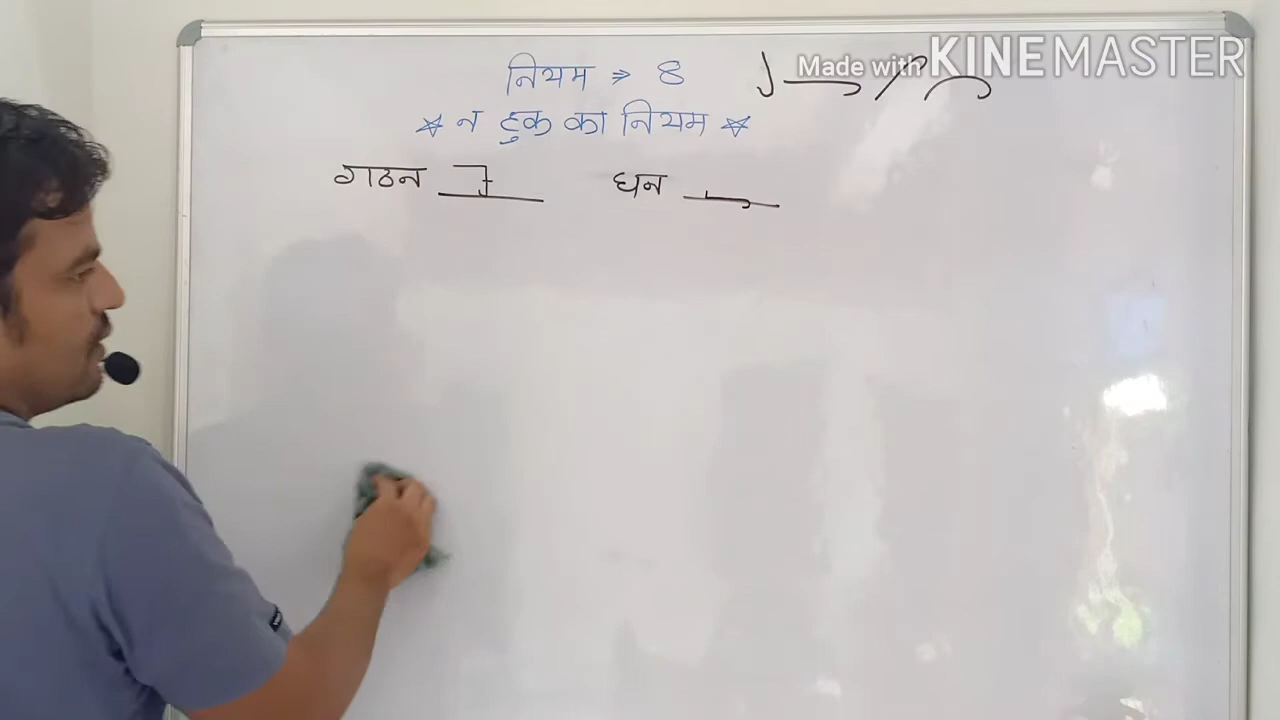 नियम ⇒ 8
Made with KINEMASTER
☆ न हुक का नियम ☆
गठन धन